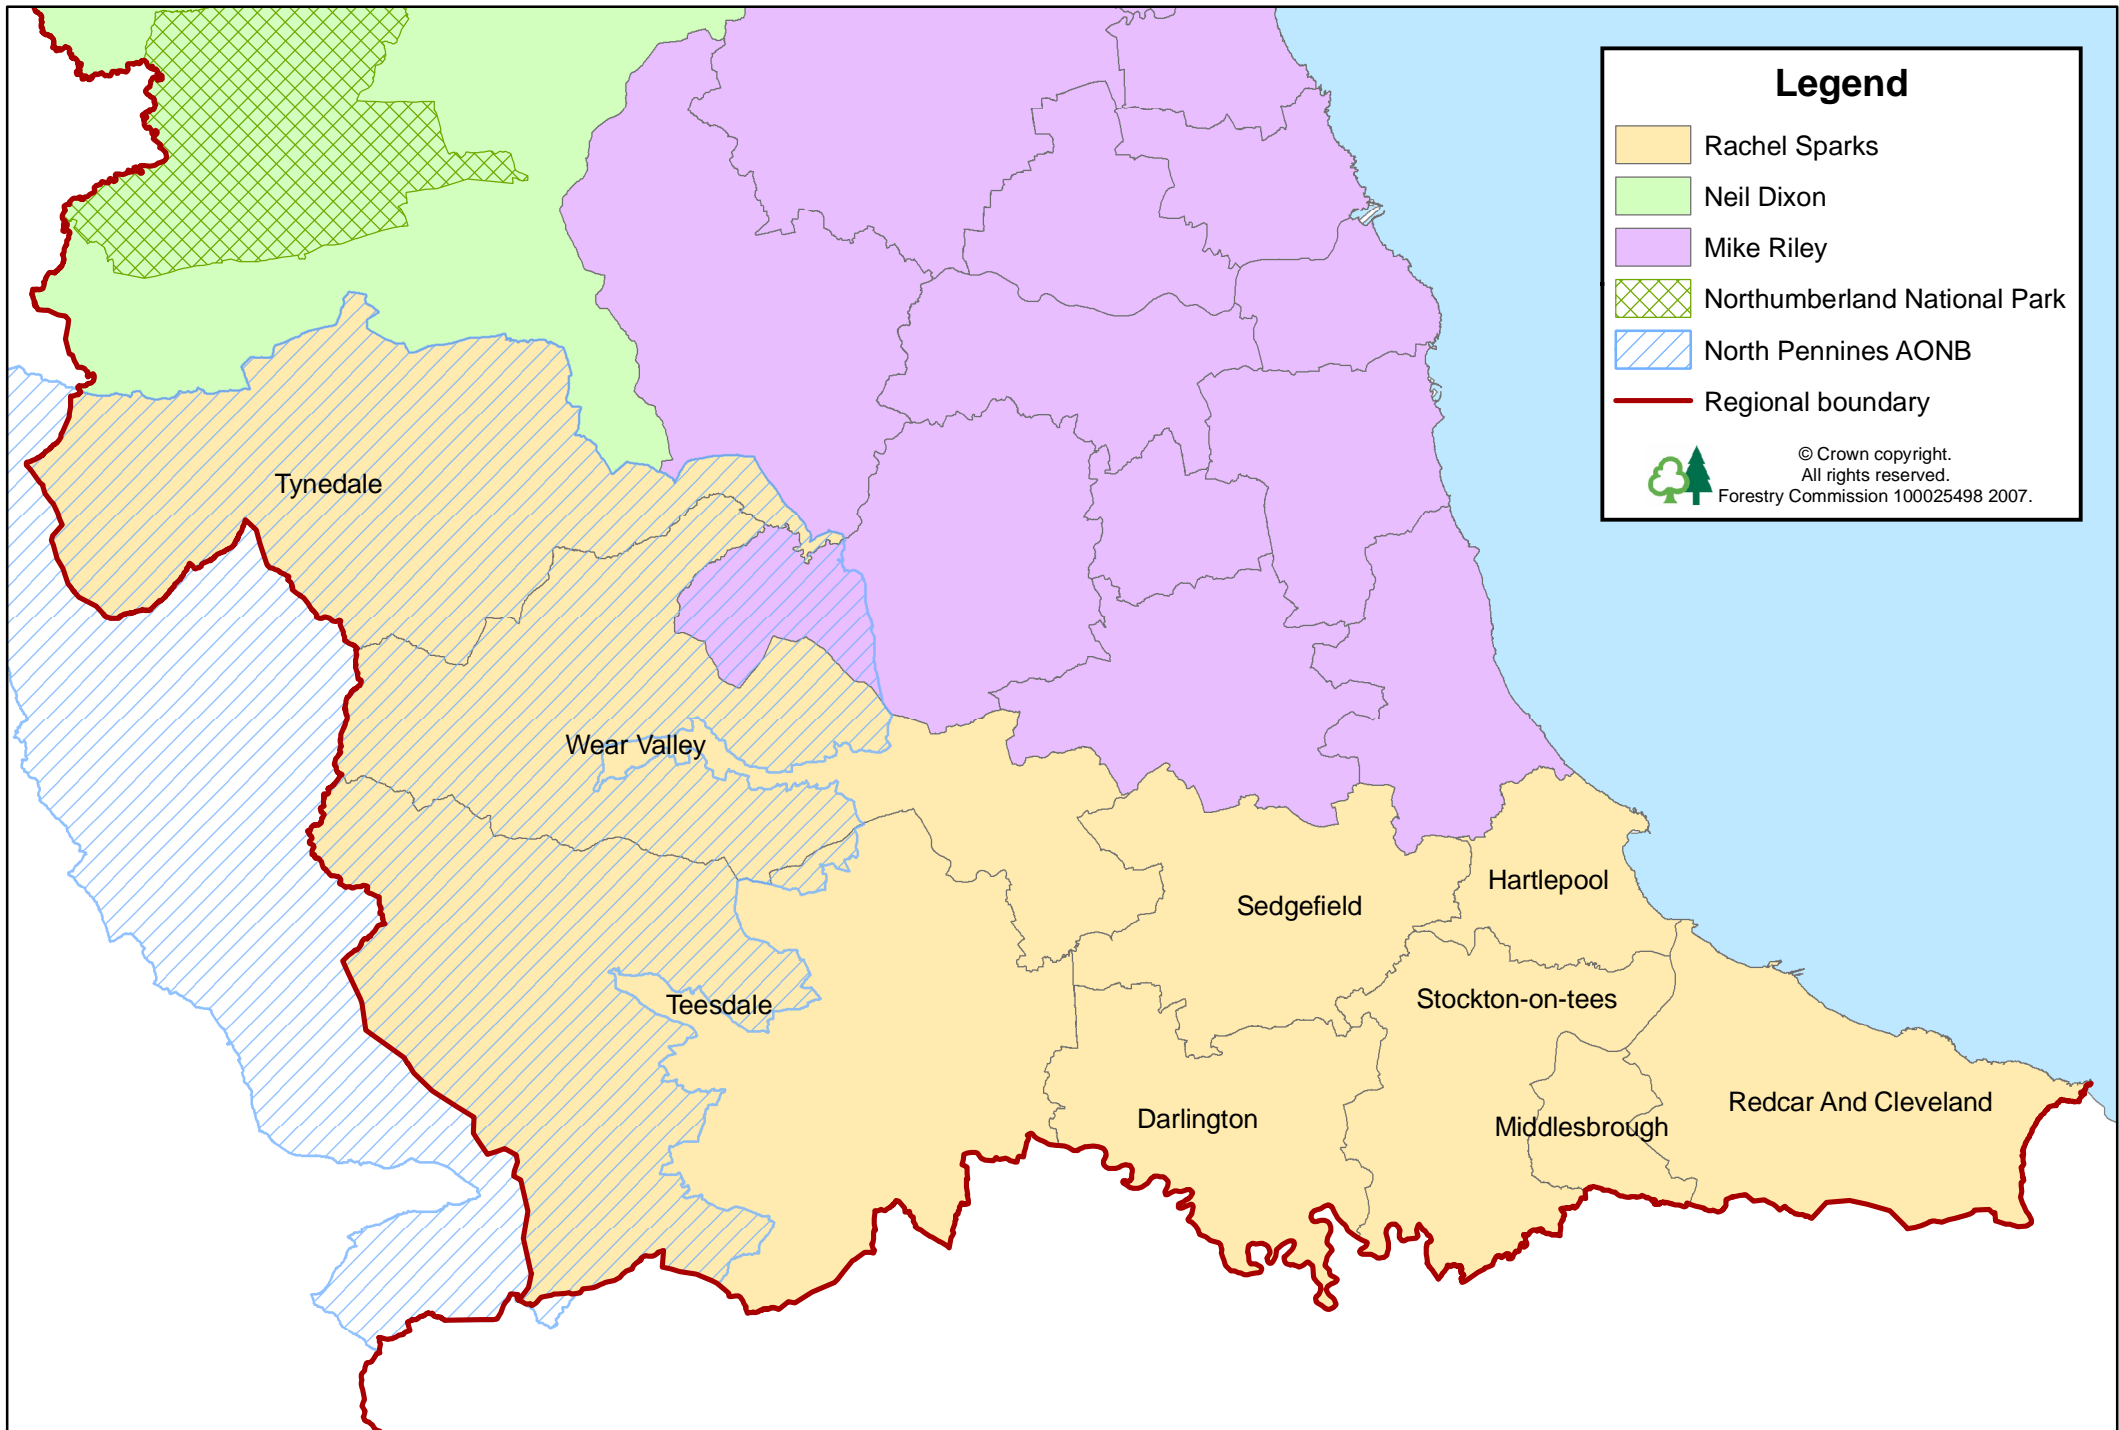 Legend
Rachel Sparks
Neil Dixon
Mike Riley
Northumberland National Park
North Pennines AONB
Regional boundary
© Crown copyright.
All rights reserved.
Forestry Commission 100025498 2007.
Tynedale
Wear Valley
Hartlepool
Sedgefield
Stockton-on-tees
Teesdale
Redcar And Cleveland
Darlington
Middlesbrough